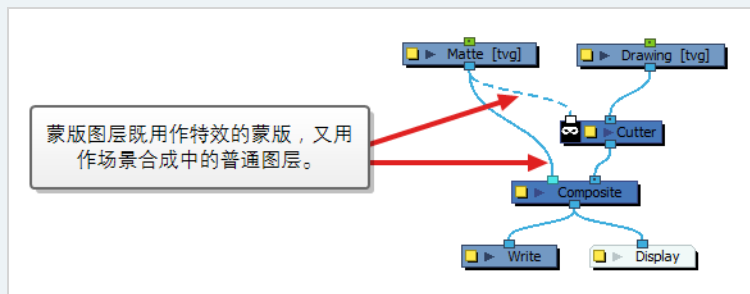 Matte [tvg]
Drawing [tvg]
蒙版图层既用作特效的蒙版，又用
作场景合成中的普通图层。
Cutter
Composite
Write
Display